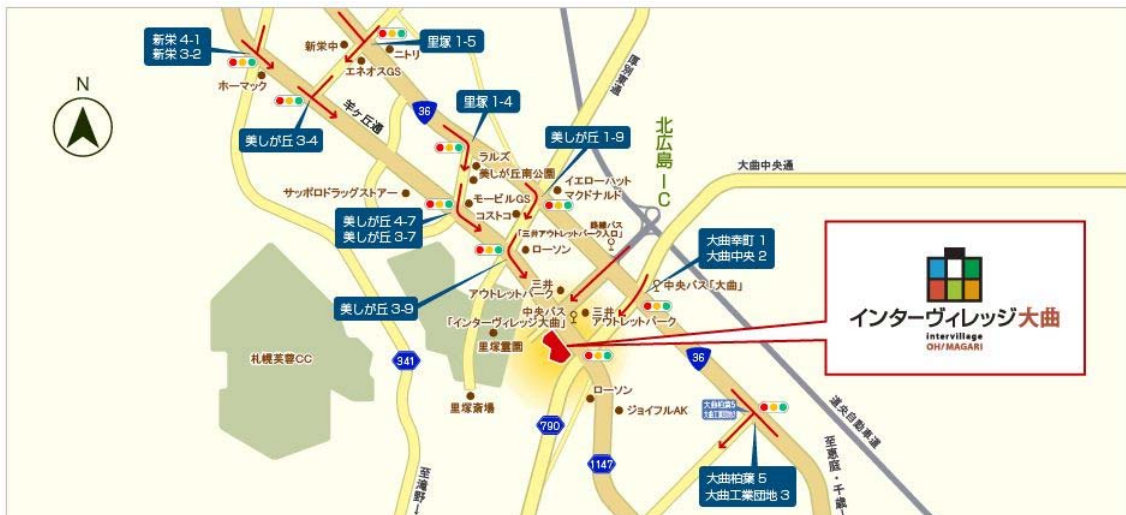 新栄 4-1
新栄 3-2
里塚 1-5
新栄中
ニトリ
エネオスGS
ホーマック
N
羊ヶ丘通
36
厚別東通
里塚 1-4
美しが丘 3-4
美しが丘 1-9
北広島IC
大曲中央通
ラルズ
美しが丘南公園
イエローハット
マクドナルド
サッポロドラッグストアー
モービルGS
コストコ
路線バス
「三井アウトレットパーク入口」
美しが丘 4-7
美しが丘 3-7
ローソン
大曲幸町 1
大曲中央 2
中央バス「大曲」
三井
アウトレットパーク
美しが丘 3-9
中央バス
「インターヴィレッジ大曲」
三井
アウトレットパーク
里塚霊園
インターヴィレッジ大曲
intervillage
OH!MAGARI
札幌芙蓉CC
341
36
里塚斎場
ローソン
ジョイフルAK
790
1147
大曲柏葉5
道央自動車道
至滝野
大曲柏葉 5
大曲工業団地 3
至恵庭・千歳